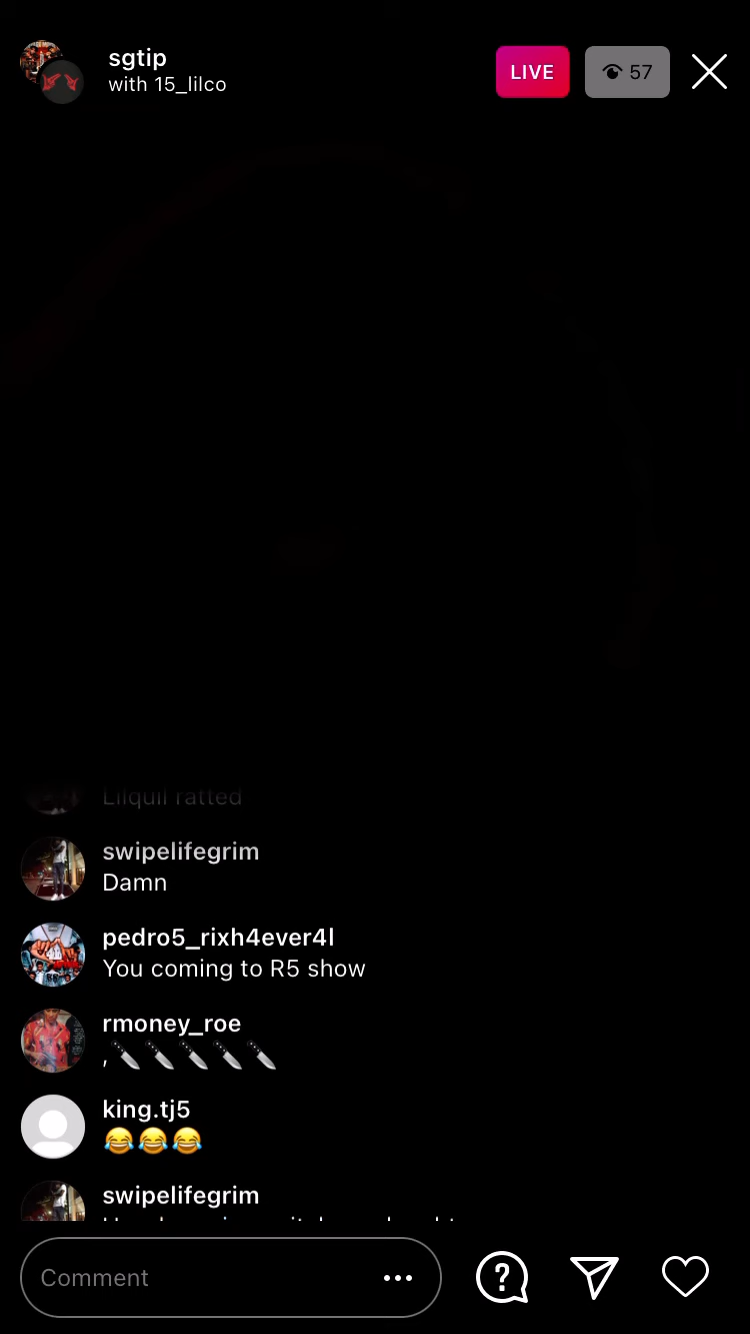 sgtip
with 15_lilco
LIVE
57
Lilquil ratted
swipelifegrim
Damn
pedro5_rixh4ever4l
You coming to R5 show
rmoney_roe
,🔪🔪🔪🔪🔪
king.tj5
😂😂😂
swipelifegrim
Comment